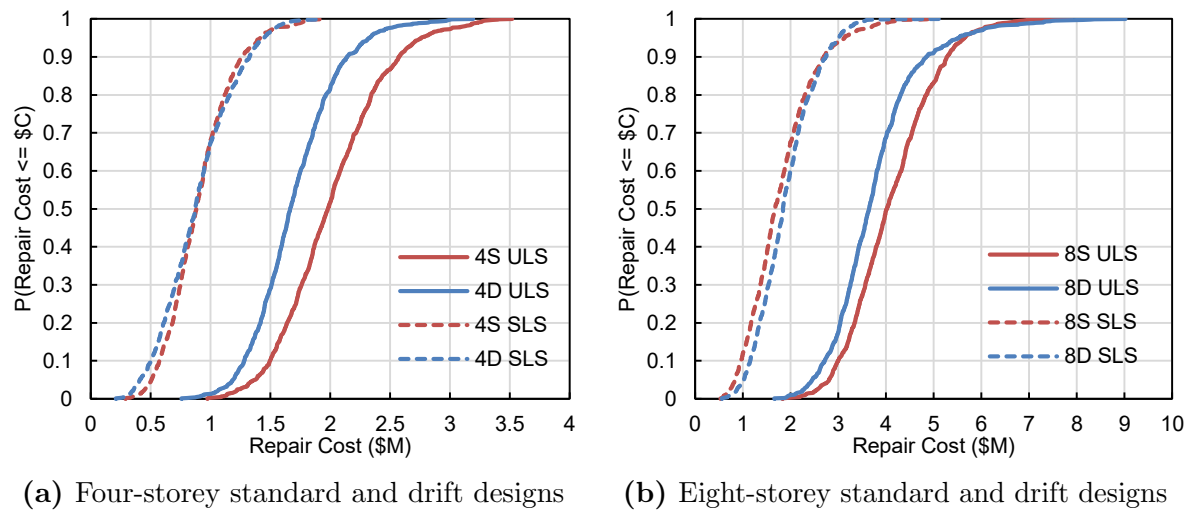 P(Repair Cost <= $C)
1
0.9
0.8
0.7
0.6
0.5
0.4
0.3
0.2
0.1
0
0 0.5 1 1.5 2 2.5 3 3.5 4
Repair Cost ($M)
4S ULS
4D ULS
4S SLS
4D SLS
(a) Four-storey standard and drift designs
P(Repair Cost <= $C)
1
0.9
0.8
0.7
0.6
0.5
0.4
0.3
0.2
0.1
0
0 1 2 3 4 5 6 7 8 9 10
Repair Cost ($M)
8S ULS
8D ULS
8S SLS
8D SLS
(b) Eight-storey standard and drift designs